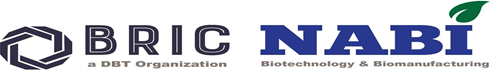 BRIC
a DBT Organization
NABI
Biotechnology & Biomanufacturing